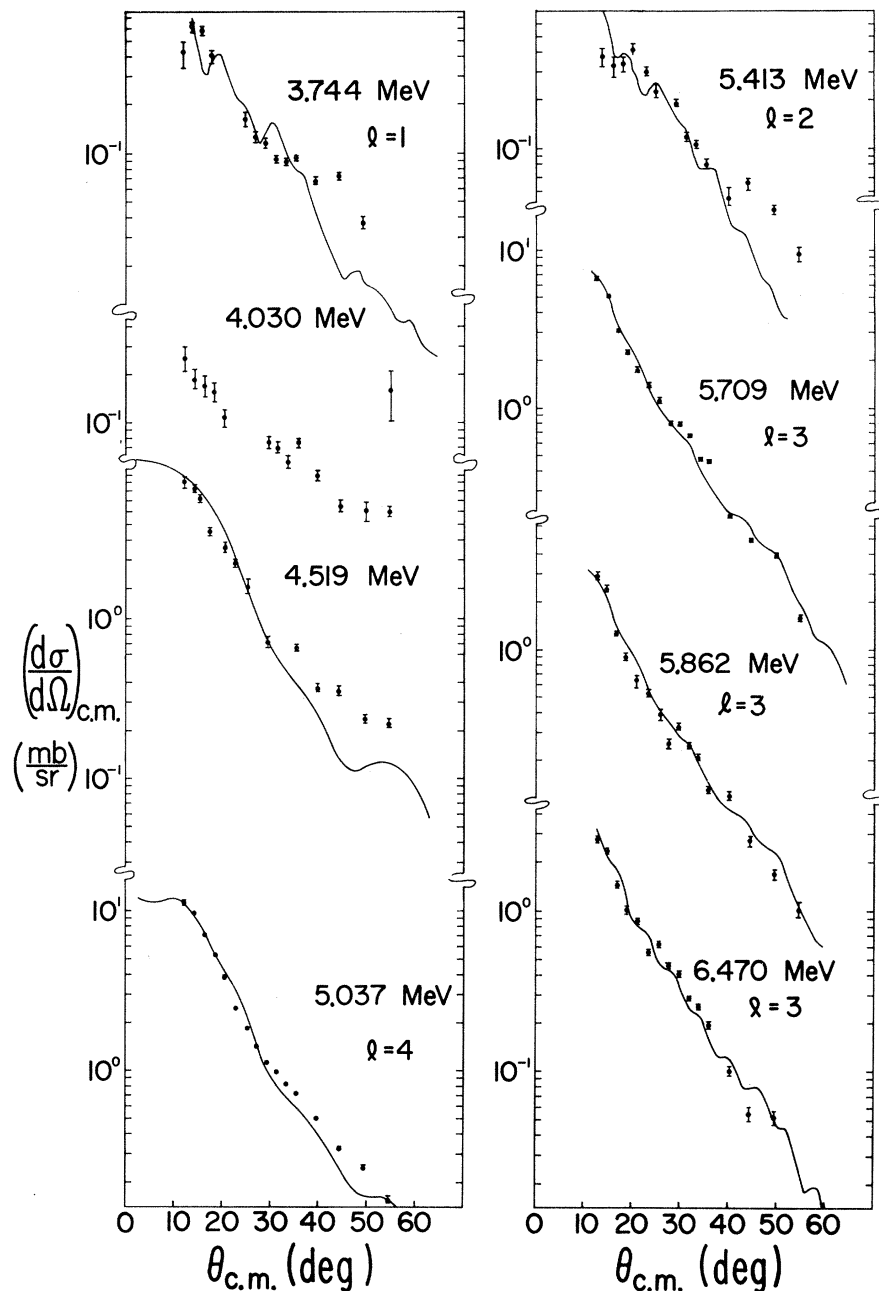 3.744 MeV
ℓ=1
10⁻¹
4.030 MeV
10⁻¹
4.519 MeV
10⁰
10⁻¹
10¹
5.037 MeV
ℓ=4
10⁰
(dσ/dΩ)c.m.
(mb/sr)
0 10 20 30 40 50 60
θc.m. (deg)
5.413 MeV
ℓ=2
10⁻¹
10¹
5.709 MeV
ℓ=3
10⁰
5.862 MeV
ℓ=3
10⁰
10⁰
6.470 MeV
ℓ=3
10⁻¹
0 10 20 30 40 50 60
θc.m. (deg)